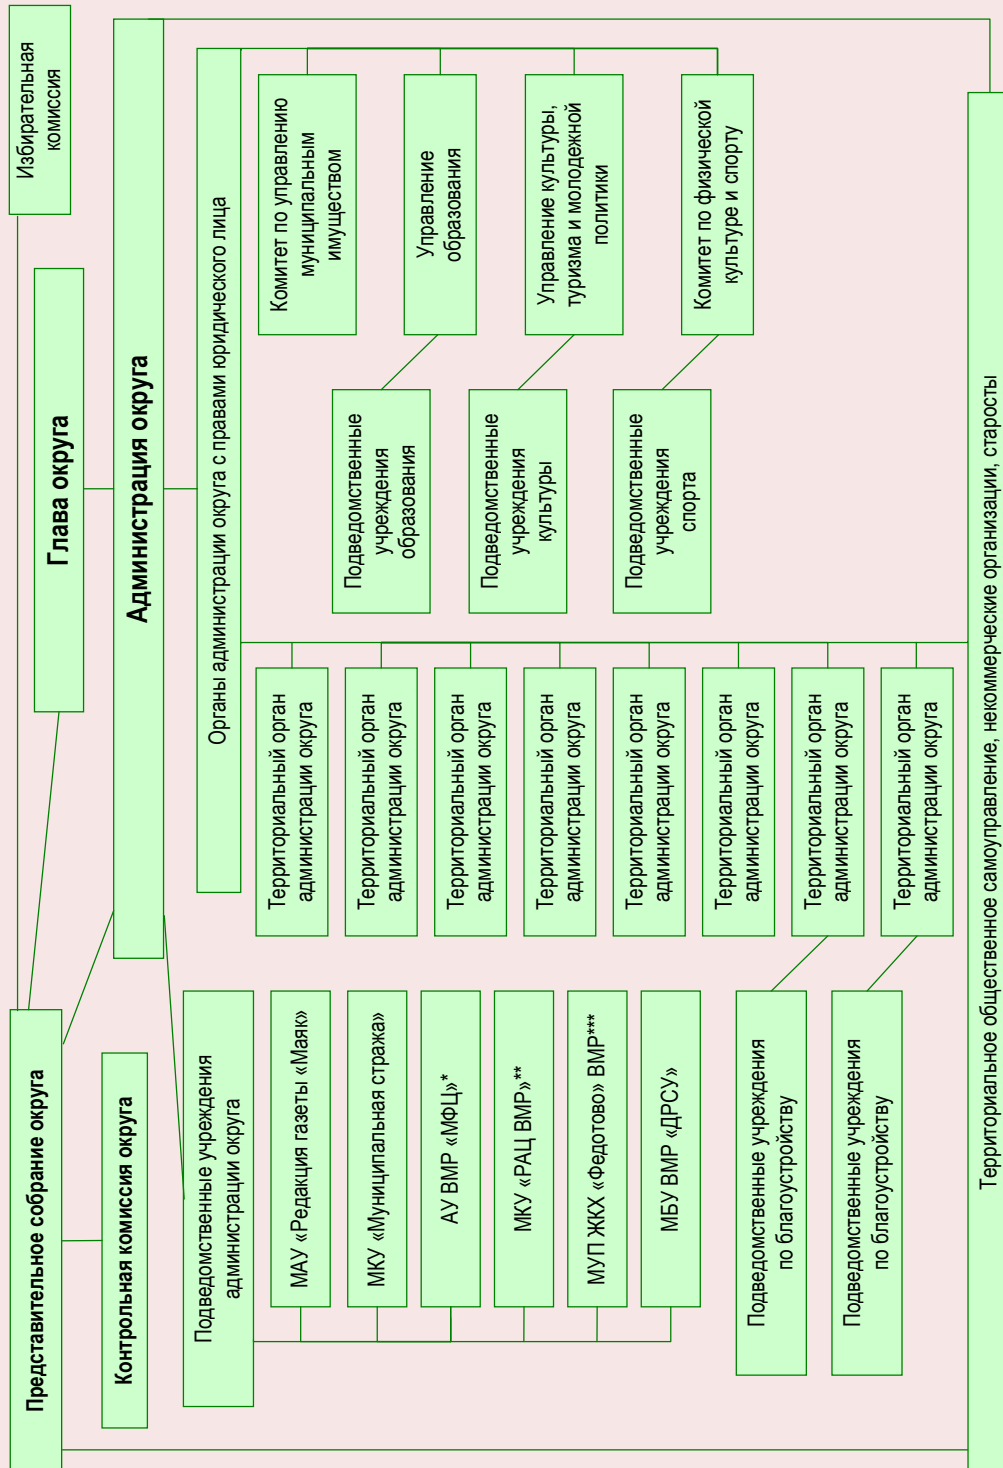 Представительное собрание округа
Глава округа
Избирательная
комиссия
Контрольная комиссия округа
Администрация округа
Подведомственные учреждения
администрации округа
Органы администрации округа с правами юридического лица
МАУ «Редакция газеты «Маяк»
МКУ «Муниципальная стража»
АУ ВМР «МФЦ»*
МКУ «РАЦ ВМР»**
МУП ЖКХ «Федотово» ВМР***
МБУ ВМР «ДРСУ»
Подведомственные учреждения
по благоустройству
Подведомственные учреждения
по благоустройству
Территориальный орган
администрации округа
Территориальный орган
администрации округа
Территориальный орган
администрации округа
Территориальный орган
администрации округа
Территориальный орган
администрации округа
Территориальный орган
администрации округа
Территориальный орган
администрации округа
Территориальный орган
администрации округа
Подведомственные
учреждения
образования
Подведомственные
учреждения
культуры
Подведомственные
учреждения
спорта
Комитет по управлению
муниципальным
имуществом
Управление
образования
Управление культуры,
туризма и молодежной
политики
Комитет по физической
культуре и спорту
Территориальное общественное самоуправление, некоммерческие организации, старосты